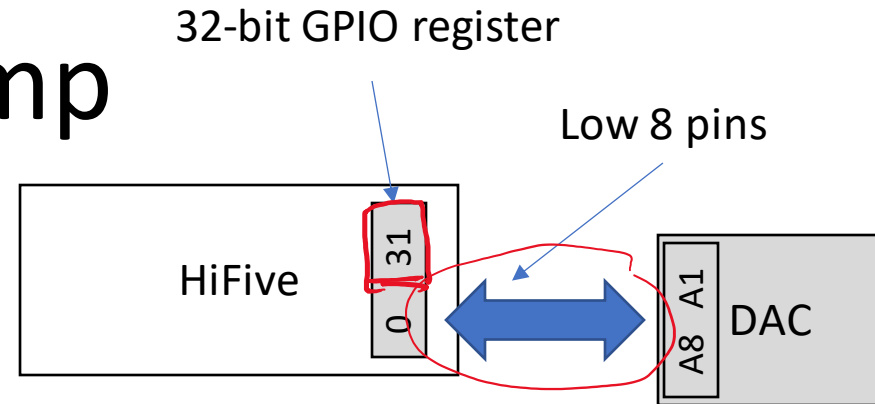 32-bit GPIO register
mp
Low 8 pins
HiFive
31
0
A1
A8
DAC